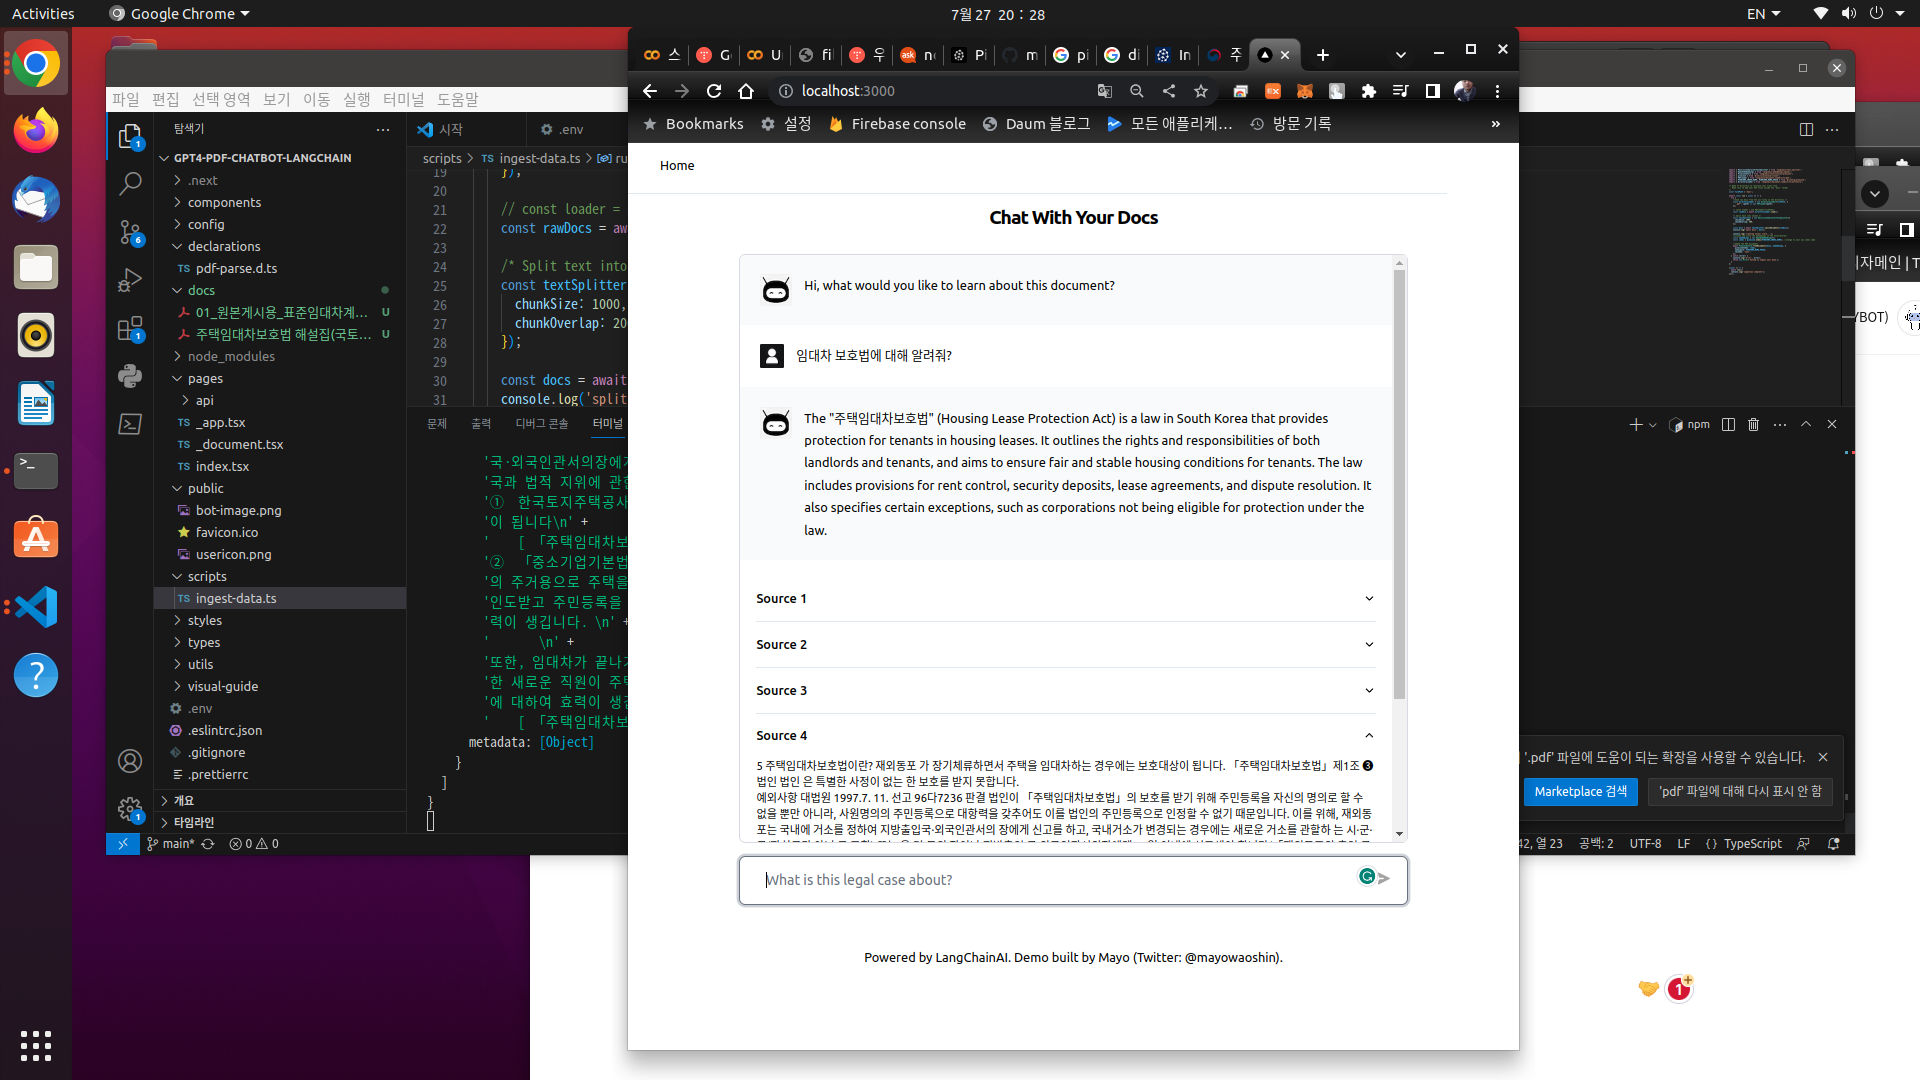 Activities
Google Chrome
7월 27 20 : 28
EN
파일 편집 선택 영역 보기 이동 실행 터미널 도움말
탐색기
GPT4-PDF-CHATBOT-LANGCHAIN
.next
components
config
declarations
TS pdf-parse.d.ts
docs
01_원본게시용_표준임대차계... U
주택임대차보호법 해설집(국토... U
node_modules
pages
api
TS _app.tsx
TS _document.tsx
TS index.tsx
public
bot-image.png
favicon.ico
usericon.png
scripts
TS ingest-data.ts
styles
types
utils
visual-guide
.env
.eslintrc.json
.gitignore
.prettierrc
개요
타임라인
main*
0 0
시작
.env
scripts > TS ingest-data.ts > ru
19 });
20
21 // const loader =
22 const rawDocs = aw
23
24 /* Split text into
25 const textSplitter
26 chunkSize: 1000,
27 chunkOverlap: 20
28 });
29
30 const docs = await
31 console.log('split
문제 출력 디버그 콘솔 터미널
'국·외국인관서의장에게
'국과 법적 지위에 관한
'① 한국토지주택공사
'이 됩니다\n' +
' [ 「주택임대차보
'② 「중소기업기본법
'의 주거용으로 주택을
'인도받고 주민등록을
'력이 생깁니다. \n' +
' \n' +
'또한, 임대차가 끝나기
'한 새로운 직원이 주택
'에 대하여 효력이 생깁
' [ 「주택임대차보
metadata: [Object]
}
]
}
localhost:3000
Bookmarks 설정 Firebase console Daum 블로그 모든 애플리케... 방문 기록 »
Home
Chat With Your Docs
Hi, what would you like to learn about this document?
임대차 보호법에 대해 알려줘?
The "주택임대차보호법" (Housing Lease Protection Act) is a law in South Korea that provides
protection for tenants in housing leases. It outlines the rights and responsibilities of both
landlords and tenants, and aims to ensure fair and stable housing conditions for tenants. The law
includes provisions for rent control, security deposits, lease agreements, and dispute resolution. It
also specifies certain exceptions, such as corporations not being eligible for protection under the
law.
Source 1
Source 2
Source 3
Source 4
5 주택임대차보호법이란? 재외동포 가 장기체류하면서 주택을 임대차하는 경우에는 보호대상이 됩니다. 「주택임대차보호법」제1조 ❸
법인 법인 은 특별한 사정이 없는 한 보호를 받지 못합니다.
예외사항 대법원 1997.7. 11. 선고 96다7236 판결 법인이 「주택임대차보호법」의 보호를 받기 위해 주민등록을 자신의 명의로 할 수
없을 뿐만 아니라, 사원명의의 주민등록으로 대항력을 갖추어도 이를 법인의 주민등록으로 인정할 수 없기 때문입니다. 이를 위해, 재외동
포는 국내에 거소를 정하여 지방출입국·외국인관서의 장에게 신고를 하고, 국내거소가 변경되는 경우에는 새로운 거소를 관할하 는 시·군·
What is this legal case about?
Powered by LangChainAI. Demo built by Mayo (Twitter: @mayowaoshin).
npm
'.pdf' 파일에 도움이 되는 확장을 사용할 수 있습니다.
Marketplace 검색
'pdf' 파일에 대해 다시 표시 안 함
42, 열 23 공백: 2 UTF-8 LF { } TypeScript
YBOT)
1